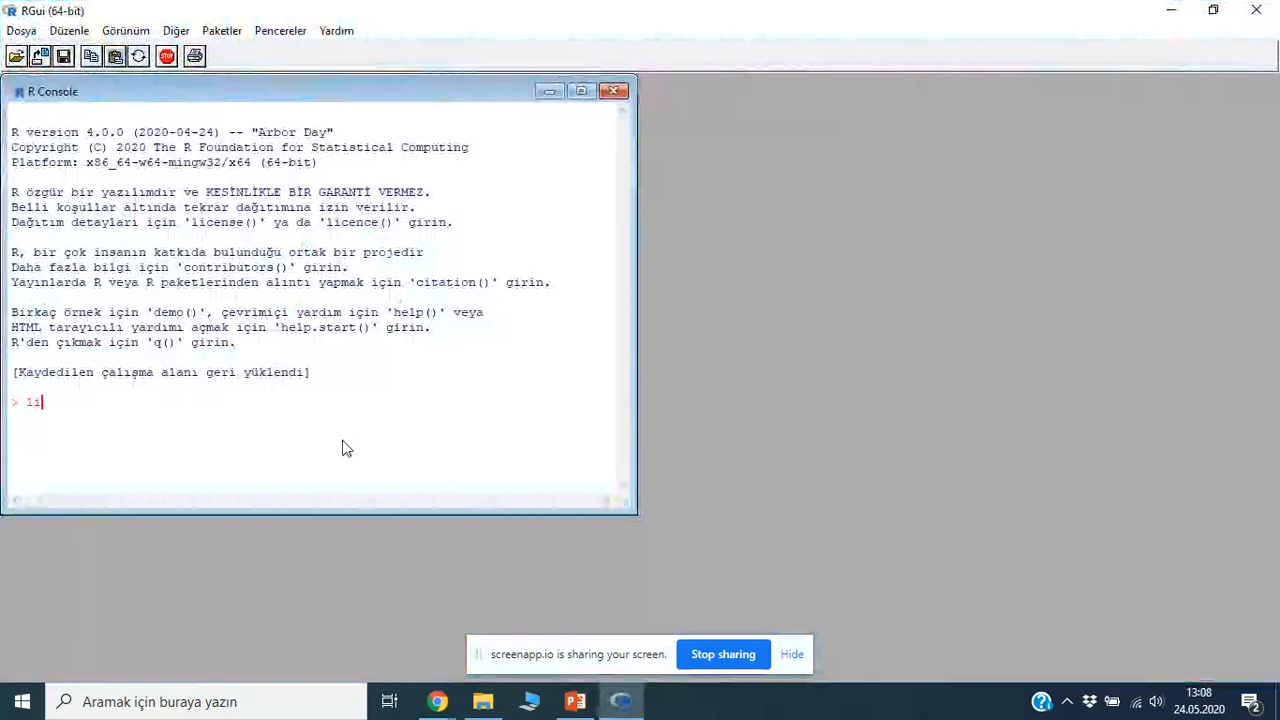 RGui (64-bit)
Dosya Düzenle Görünüm Diğer Paketler Pencereler Yardım
STOP
R Console
R version 4.0.0 (2020-04-24) -- "Arbor Day"
Copyright (C) 2020 The R Foundation for Statistical Computing
Platform: x86_64-w64-mingw32/x64 (64-bit)
R özgür bir yazılımdır ve KESİNLİKLE BİR GARANTİ VERMEZ.
Belli koşullar altında tekrar dağıtımına izin verilir.
Dağıtım detayları için 'license()' ya da 'licence()' girin.
R, bir çok insanın katkıda bulunduğu ortak bir projedir
Daha fazla bilgi için 'contributors()' girin.
Yayınlarda R veya R paketlerinden alıntı yapmak için 'citation()' girin.
Birkaç örnek için 'demo()', çevrimiçi yardım için 'help()' veya
HTML tarayıcılı yardımı açmak için 'help.start()' girin.
R'den çıkmak için 'q()' girin.
[Kaydedilen çalışma alanı geri yüklendi]
> li
screenapp.io is sharing your screen. Stop sharing Hide
Aramak için buraya yazın
13:08
24.05.2020
2